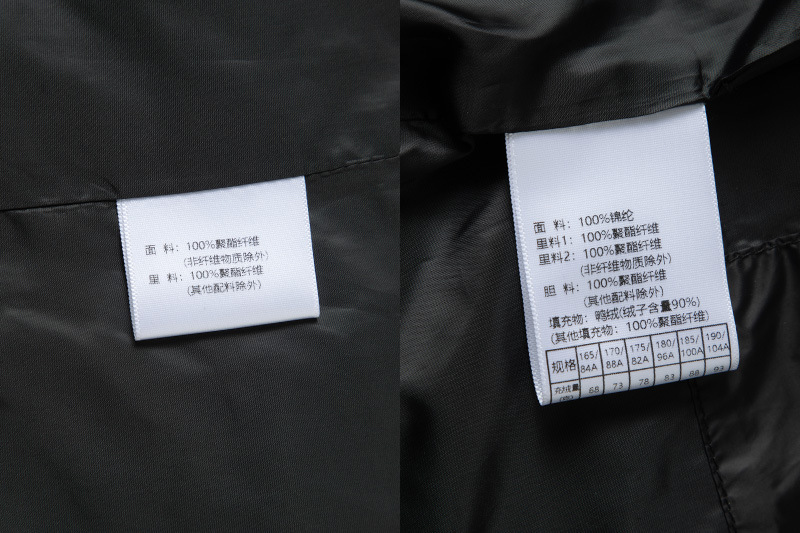 面 料：100%聚酯纤维
(非纤维物质除外)
里 料：100%聚酯纤维
(其他配料除外)
面 料：100%锦纶
里料1：100%聚酯纤维
里料2：100%聚酯纤维
(非纤维物质除外)
胆 料：100%聚酯纤维
(其他配料除外)
填充物：鸭绒(绒子含量90%)
(其他填充物：100%聚酯纤维)
规格 165/84A 170/88A 175/82A 180/96A 185/100A 190/104A
充绒量(克) 68 73 78 83 88 93